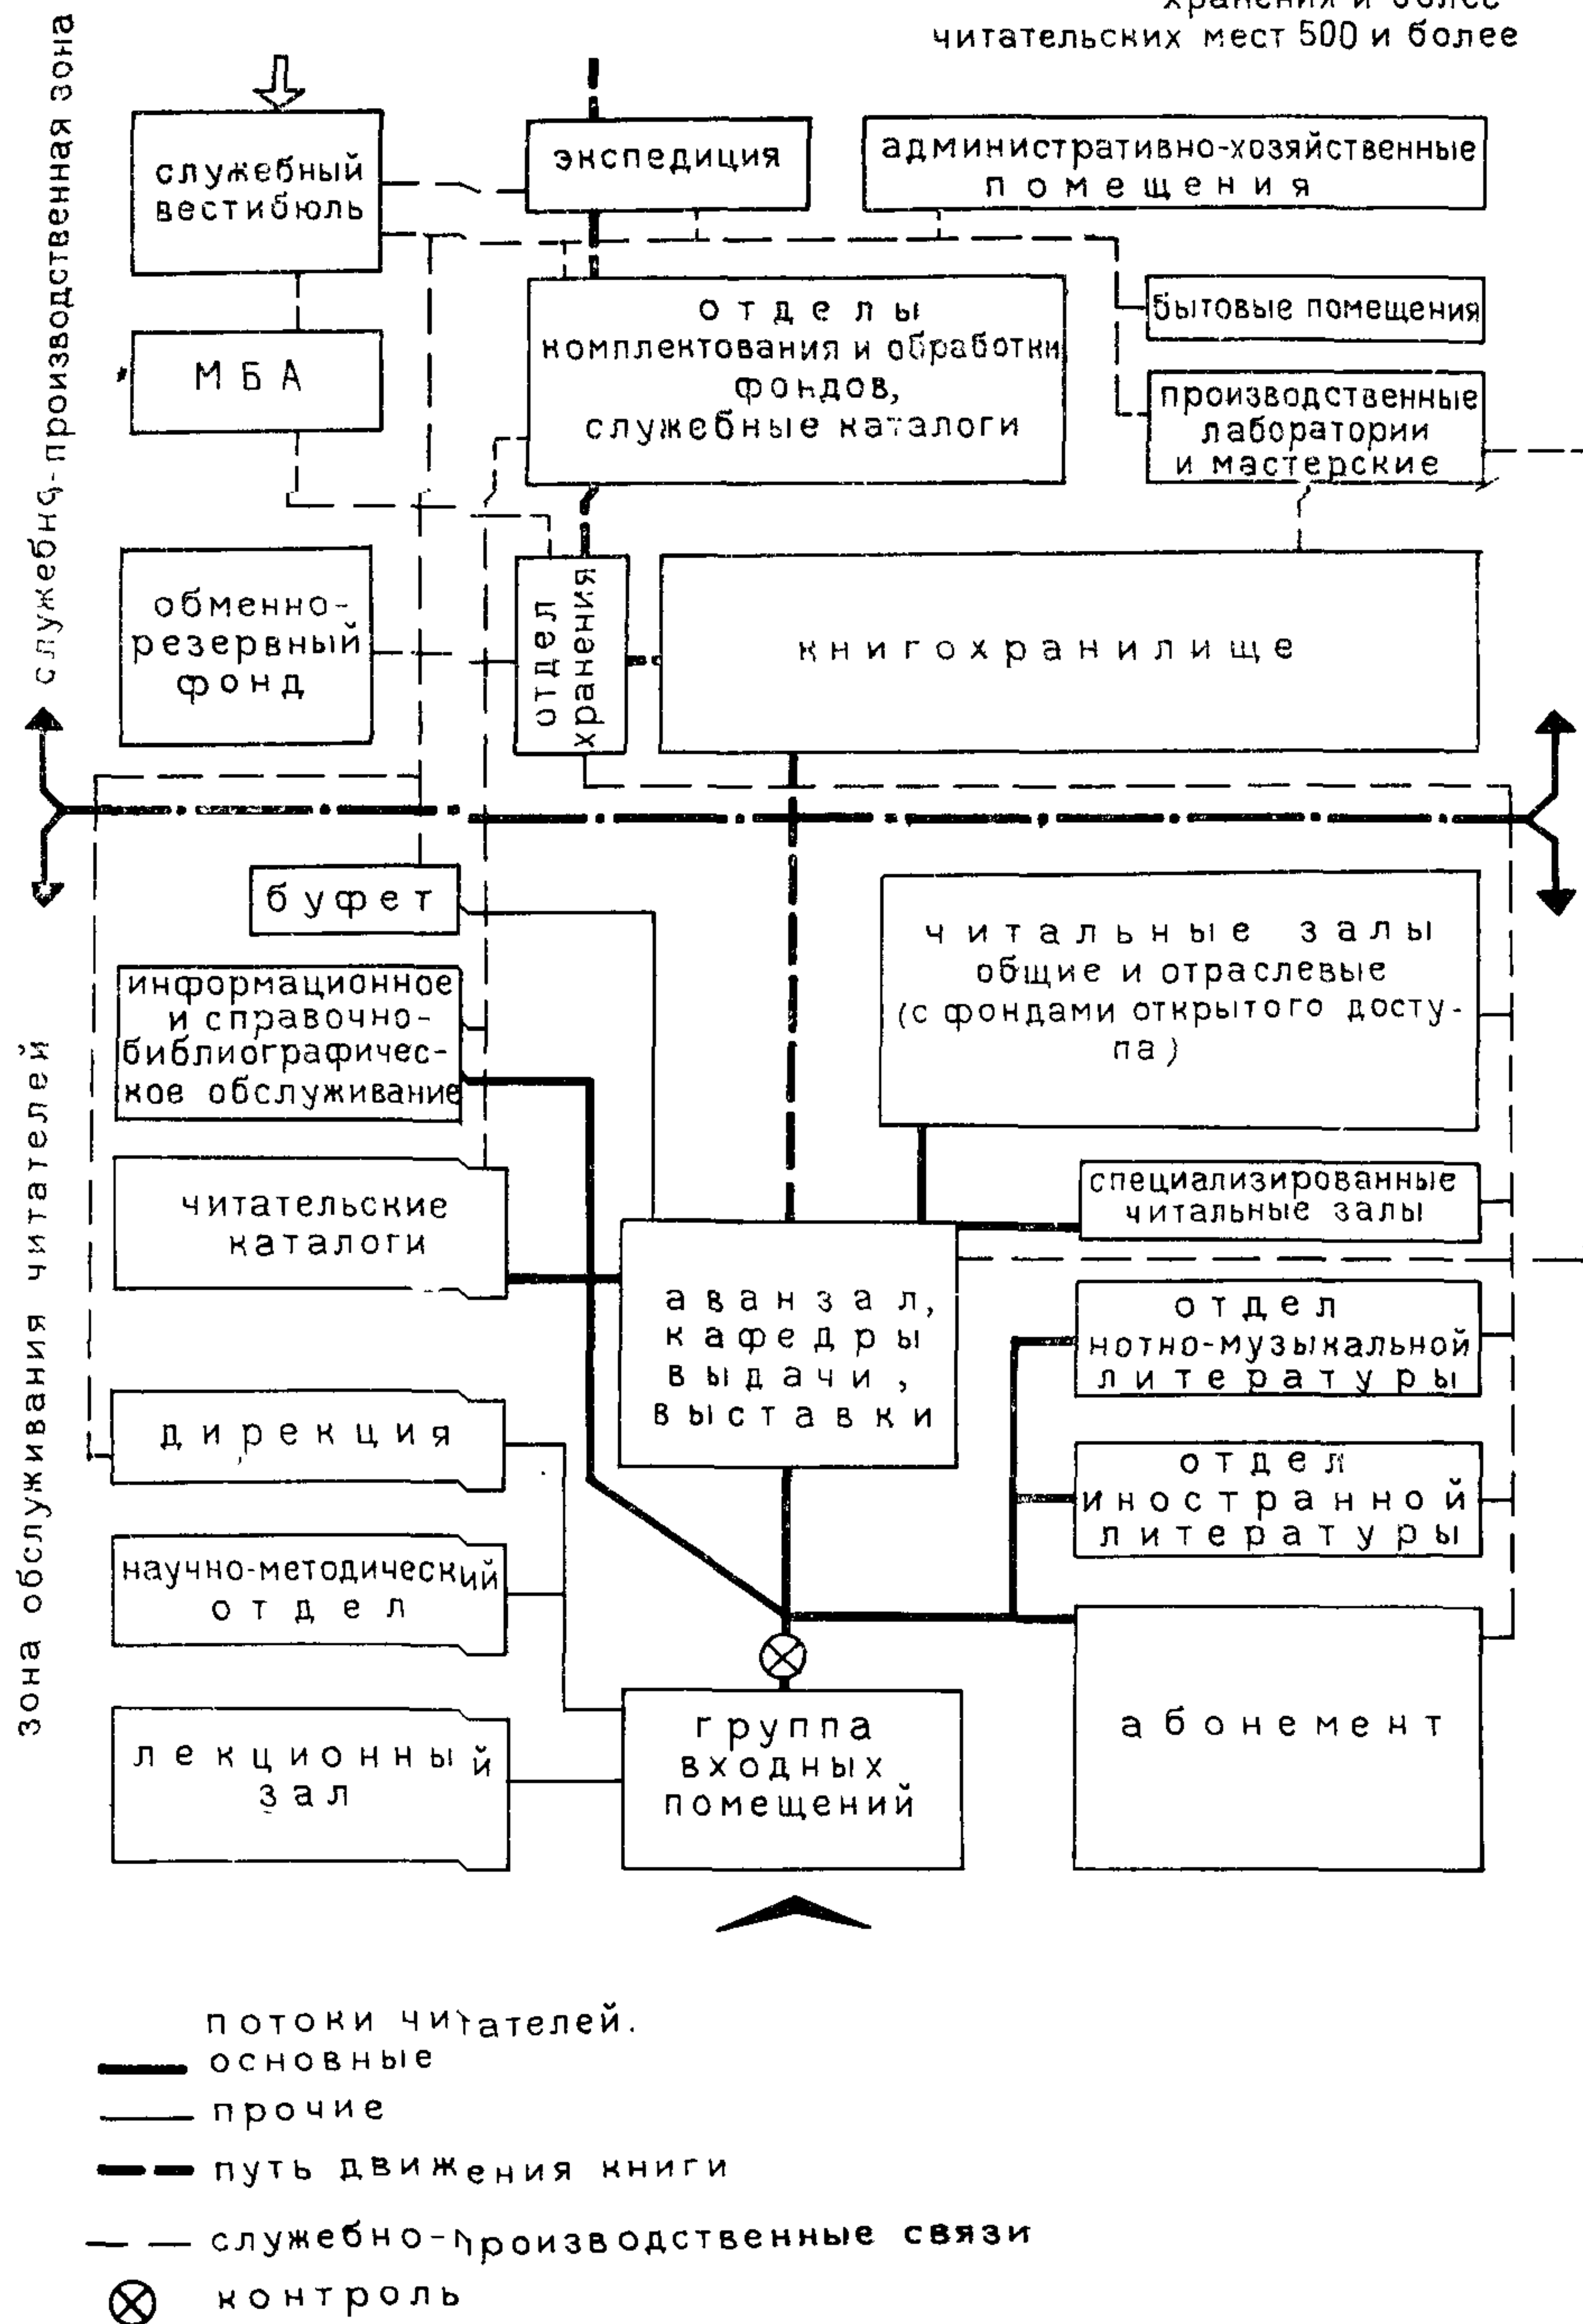 хранения и более
читательских мест 500 и более
служебно-производственная зона
служебный
вестибюль
экспедиция
административно-хозяйственные
помещения
отделы
комплектования и обработки
фондов,
служебные каталоги
бытовые помещения
МБА
производственные
лаборатории
и мастерские
обменно-
резервный
фонд
отдел
хранения
книгохранилище
зона обслуживания читателей
буфет
читальные залы
общие и отраслевые
(с фондами открытого досту-
па)
информационное
и справочно-
библиографичес-
кое обслуживание
читательские
каталоги
специализированные
читальные залы
аванзал,
кафедры
выдачи,
выставки
отдел
нотно-музыкальной
литературы
дирекция
отдел
иностранной
литературы
научно-методический
отдел
лекционный
зал
группа
входных
помещений
абонемент
потоки читателей.
основные
прочие
путь движения книги
служебно-производственные связи
контроль